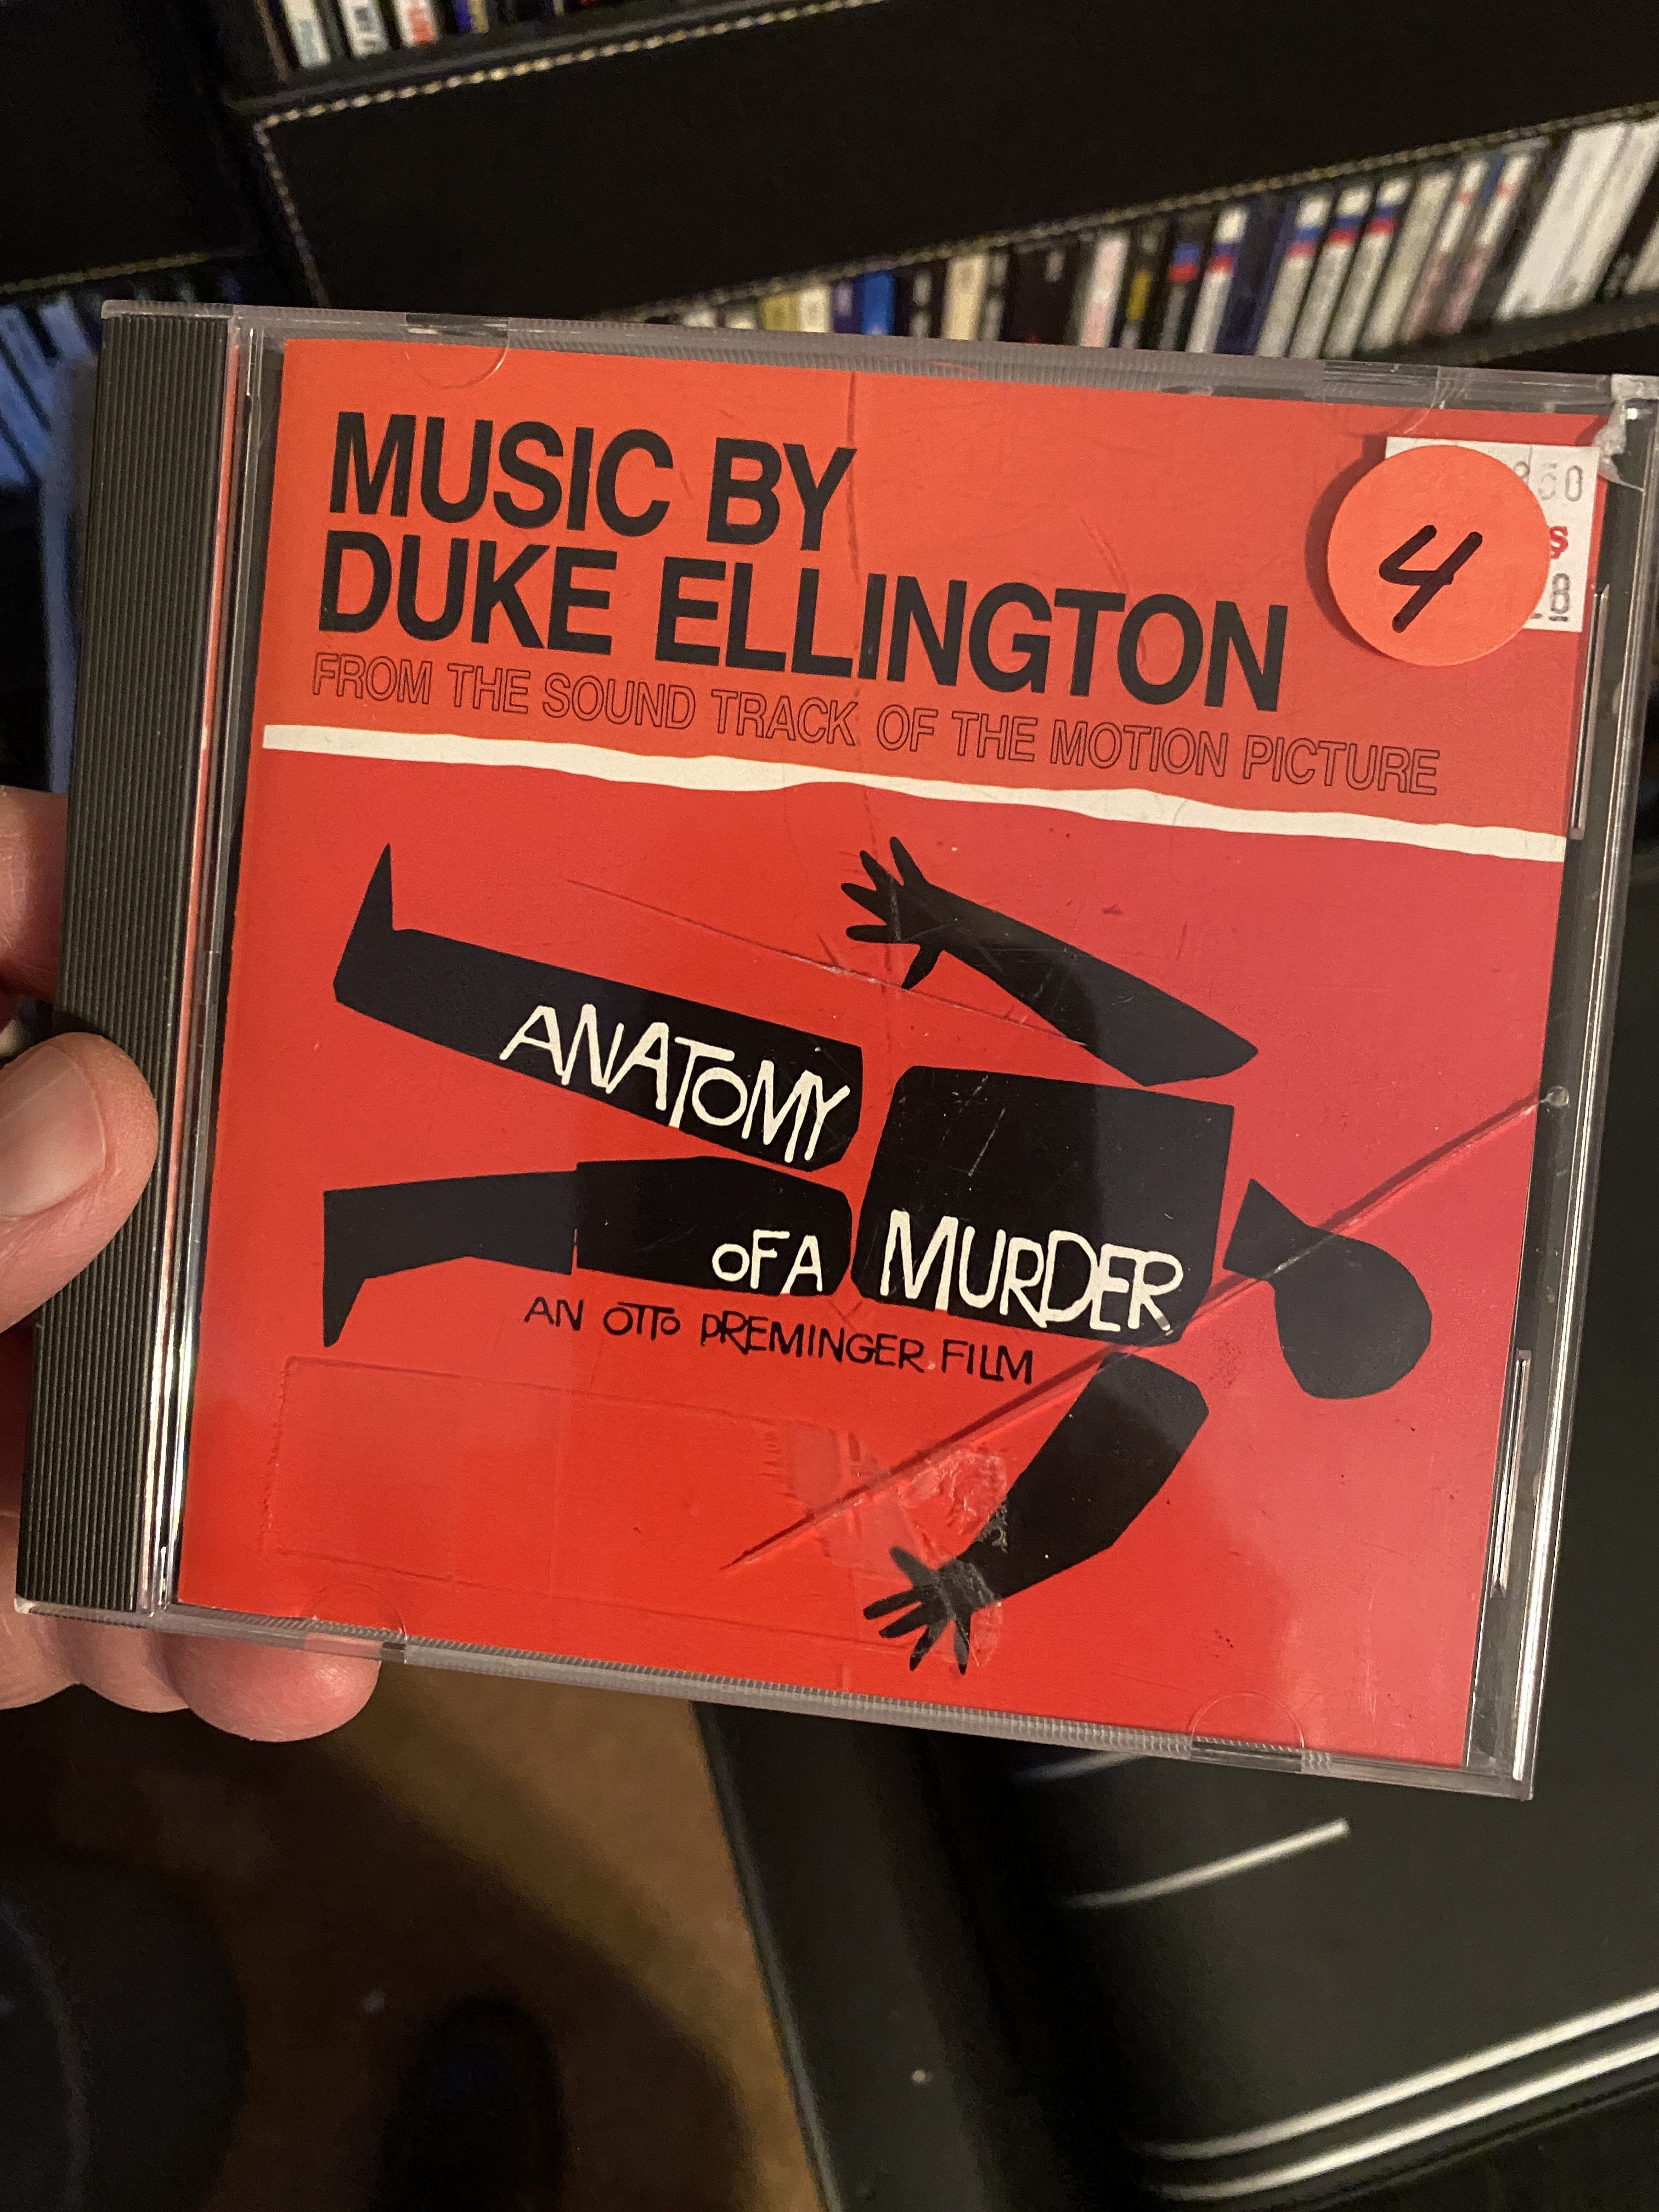 MUSIC BY
DUKE ELLINGTON
FROM THE SOUND TRACK OF THE MOTION PICTURE
4
ANATOMY
OF A MURDER
AN OTTO PREMINGER FILM